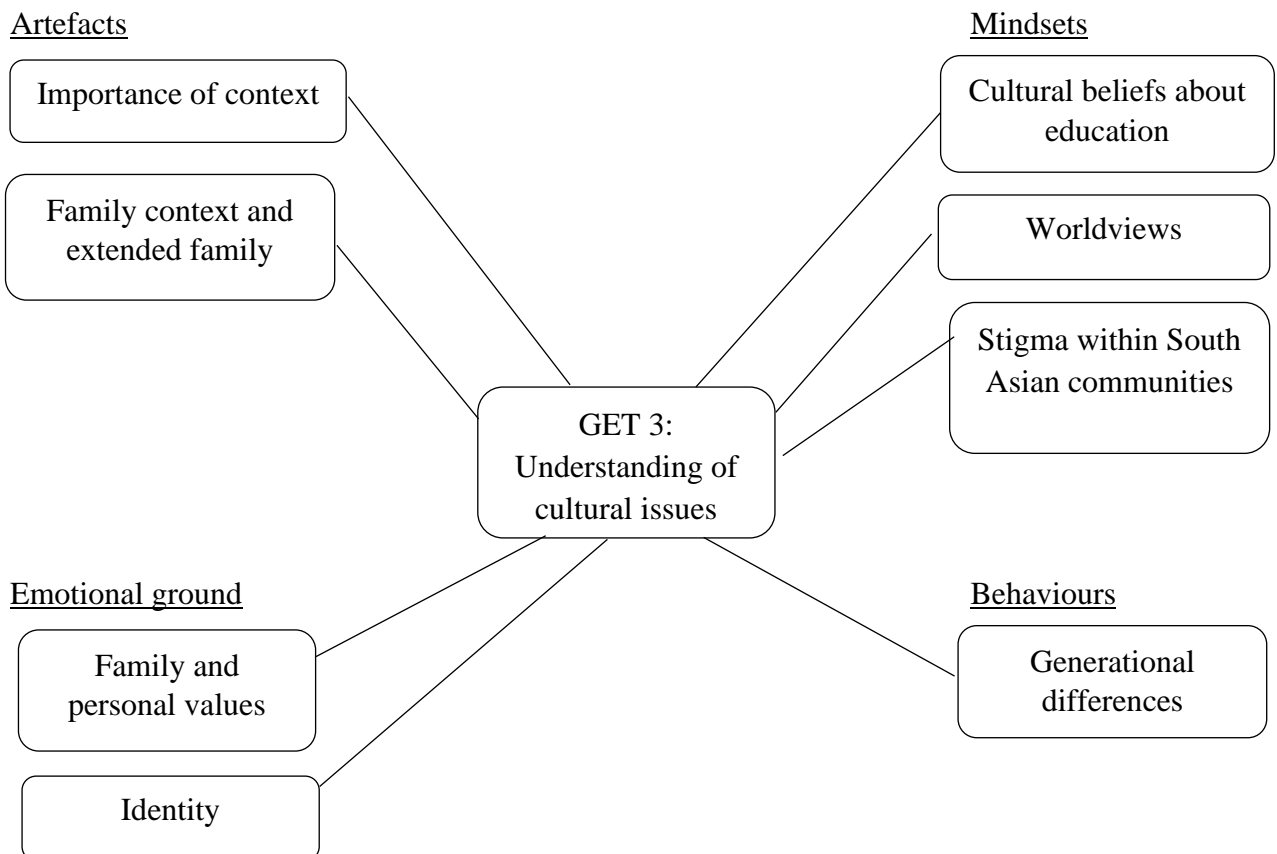 Artefacts
Importance of context
Family context and
extended family
Mindsets
Cultural beliefs about
education
Worldviews
Stigma within South
Asian communities
GET 3:
Understanding of
cultural issues
Emotional ground
Family and
personal values
Identity
Behaviours
Generational
differences